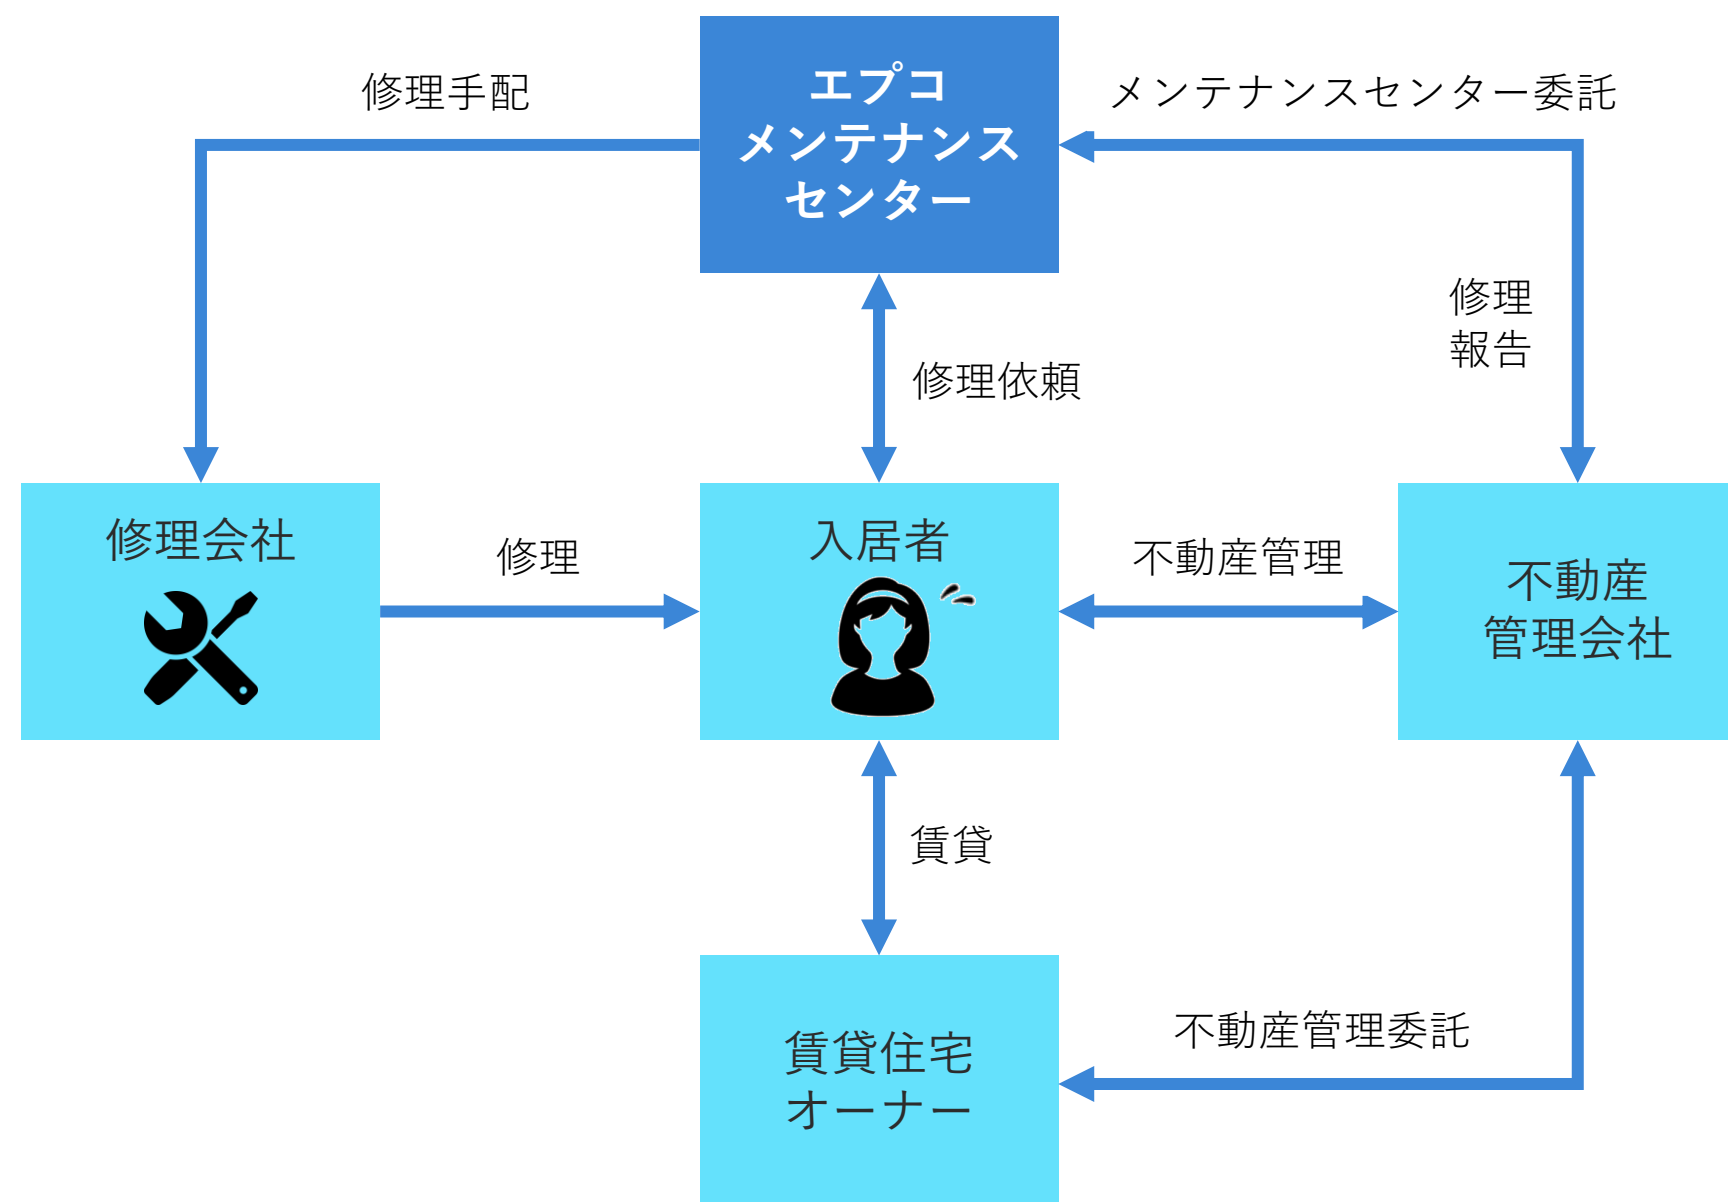 エプコ
メンテナンス
センター
修理手配
メンテナンスセンター委託
修理
報告
修理依頼
修理会社
修理
入居者
不動産管理
不動産
管理会社
賃貸
賃貸住宅
オーナー
不動産管理委託